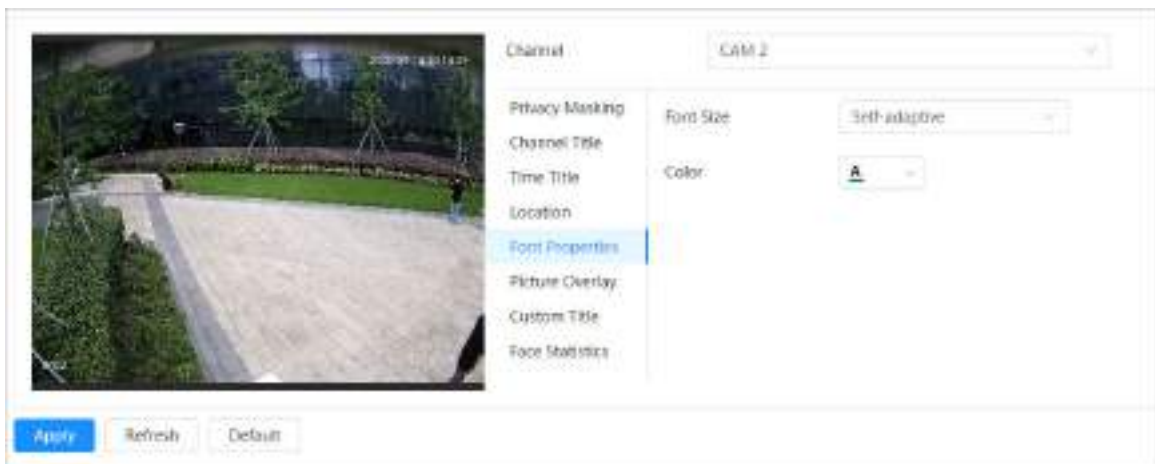 Channel
CAM 2
Privacy Masking
Channel Title
Time Title
Location
Font Properties
Picture Overlay
Custom Title
Face Statistics
Font Size
Self-adaptive
Color
A
Apply
Refresh
Default